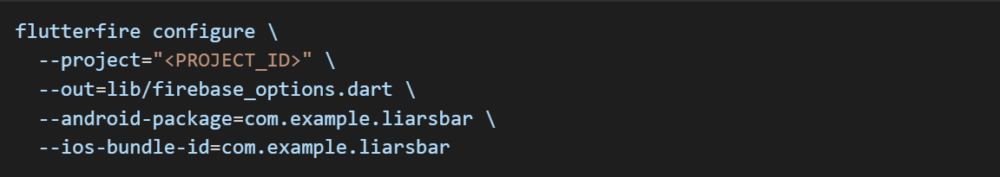 flutterfire configure \
--project="<PROJECT_ID>" \
--out=lib/firebase_options.dart \
--android-package=com.example.liarsbar \
--ios-bundle-id=com.example.liarsbar